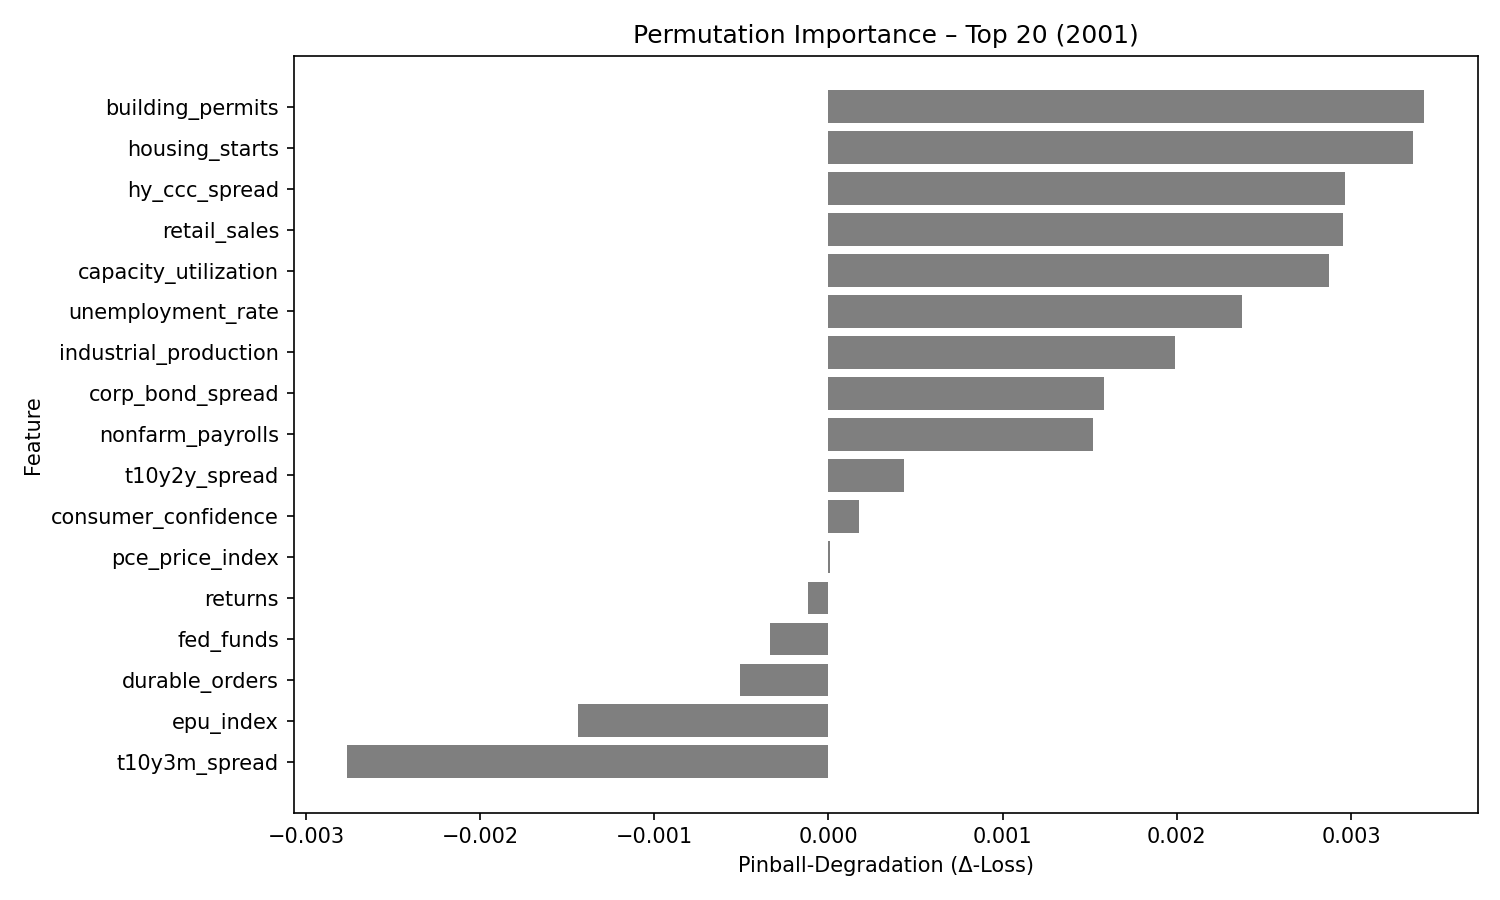 Permutation Importance – Top 20 (2001)
Feature
building_permits
housing_starts
hy_ccc_spread
retail_sales
capacity_utilization
unemployment_rate
industrial_production
corp_bond_spread
nonfarm_payrolls
t10y2y_spread
consumer_confidence
pce_price_index
returns
fed_funds
durable_orders
epu_index
t10y3m_spread
−0.003 −0.002 −0.001 0.000 0.001 0.002 0.003
Pinball-Degradation (Δ-Loss)